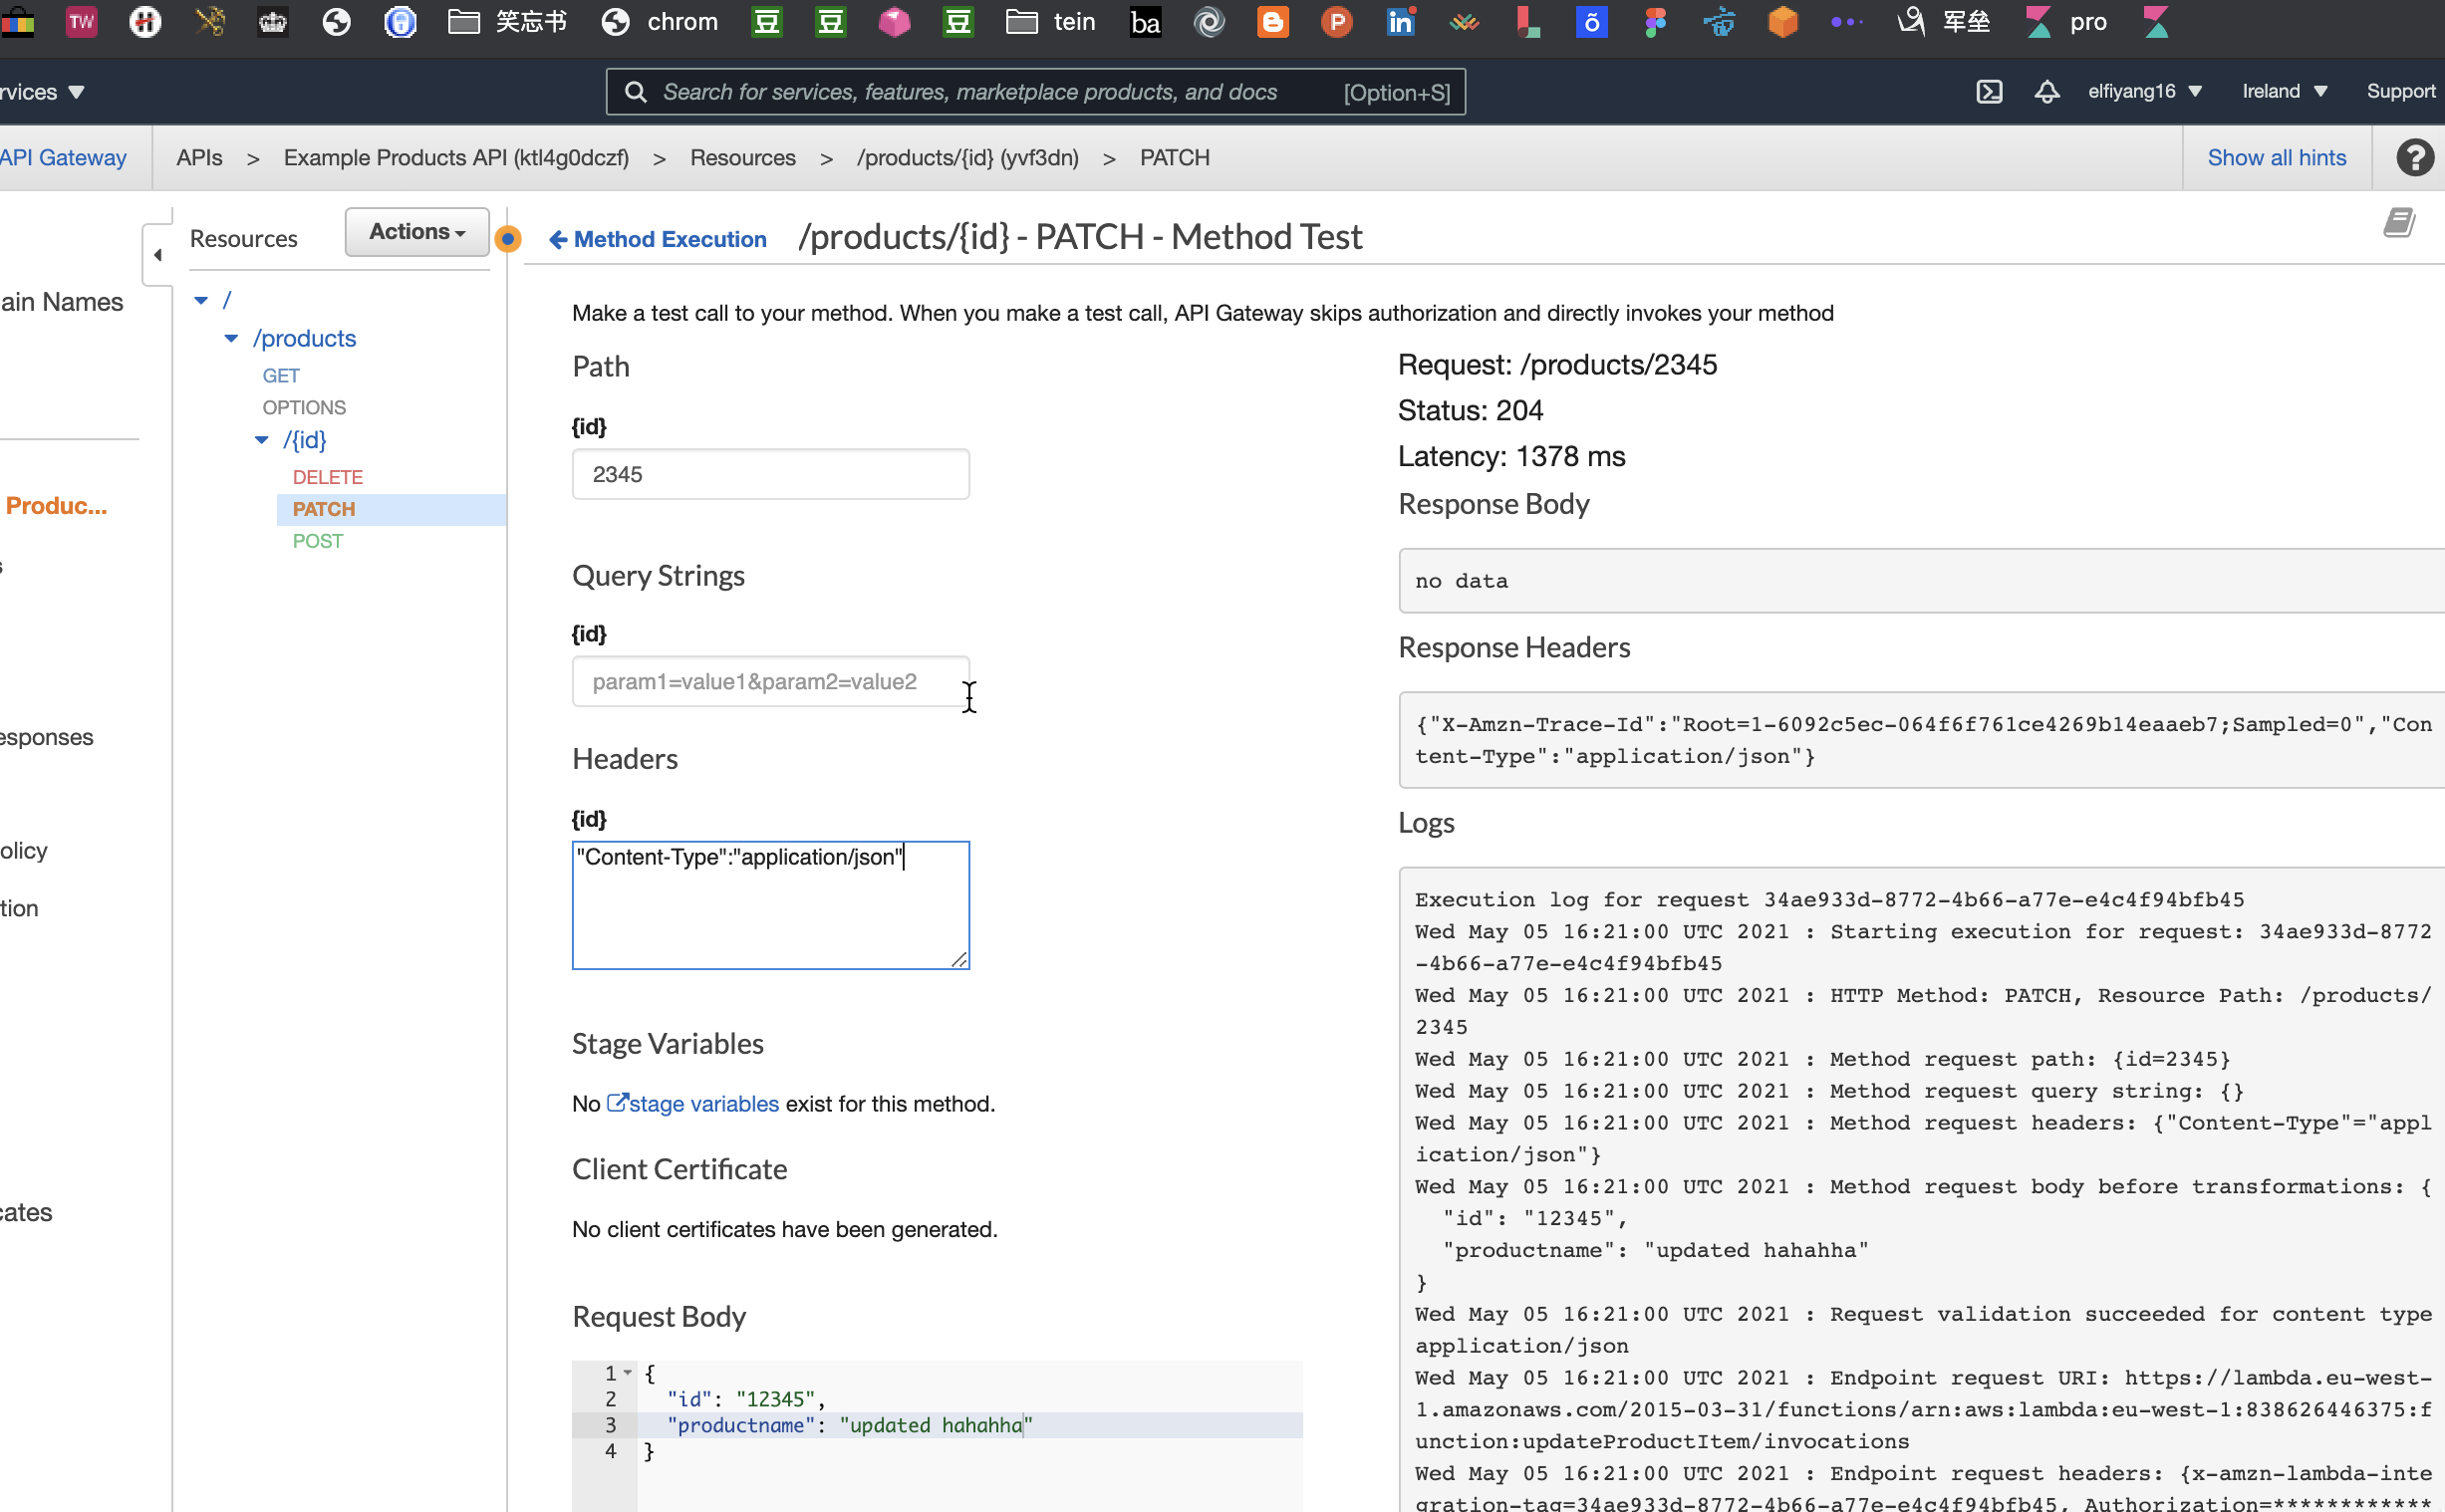 TW
笑忘书
chrom
豆
豆
豆
tein
ba
P
in
õ
军垒
pro
rvices
Search for services, features, marketplace products, and docs
[Option+S]
elfiyang16
Ireland
Support
API Gateway
APIs > Example Products API (ktl4g0dczf) > Resources > /products/{id} (yvf3dn) > PATCH
Show all hints
?
ain Names
Produc...
s
esponses
olicy
tion
cates
Resources
Actions
/
/products
GET
OPTIONS
/{id}
DELETE
PATCH
POST
Method Execution
/products/{id} - PATCH - Method Test
Make a test call to your method. When you make a test call, API Gateway skips authorization and directly invokes your method
Path
{id}
2345
Query Strings
{id}
param1=value1&param2=value2
Headers
{id}
"Content-Type":"application/json"
Stage Variables
No stage variables exist for this method.
Client Certificate
No client certificates have been generated.
Request Body
1 {
2 "id": "12345",
3 "productname": "updated hahahha"
4 }
Request: /products/2345
Status: 204
Latency: 1378 ms
Response Body
no data
Response Headers
{"X-Amzn-Trace-Id":"Root=1-6092c5ec-064f6f761ce4269b14eaaeb7;Sampled=0","Con
tent-Type":"application/json"}
Logs
Execution log for request 34ae933d-8772-4b66-a77e-e4c4f94bfb45
Wed May 05 16:21:00 UTC 2021 : Starting execution for request: 34ae933d-8772
-4b66-a77e-e4c4f94bfb45
Wed May 05 16:21:00 UTC 2021 : HTTP Method: PATCH, Resource Path: /products/
2345
Wed May 05 16:21:00 UTC 2021 : Method request path: {id=2345}
Wed May 05 16:21:00 UTC 2021 : Method request query string: {}
Wed May 05 16:21:00 UTC 2021 : Method request headers: {"Content-Type"="appl
ication/json"}
Wed May 05 16:21:00 UTC 2021 : Method request body before transformations: {
"id": "12345",
"productname": "updated hahahha"
}
Wed May 05 16:21:00 UTC 2021 : Request validation succeeded for content type
application/json
Wed May 05 16:21:00 UTC 2021 : Endpoint request URI: https://lambda.eu-west-
1.amazonaws.com/2015-03-31/functions/arn:aws:lambda:eu-west-1:838626446375:f
unction:updateProductItem/invocations
Wed May 05 16:21:00 UTC 2021 : Endpoint request headers: {x-amzn-lambda-inte
gration-tag=34ae933d-8772-4b66-a77e-e4c4f94bfb45, Authorization=************